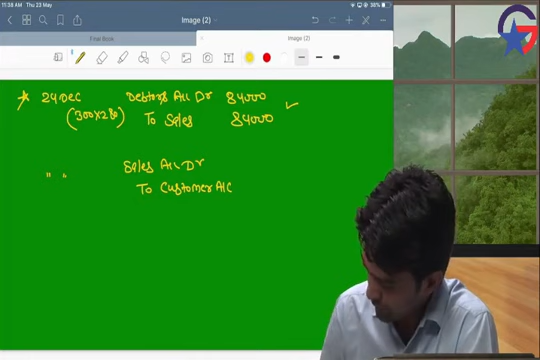 11:38 AM Thu 23 May
36%
Image (2)
Final Book
Image (2)
24 Dec Debtors A/c Dr 84000
(300x280) To Sales 84000
" " Sales A/c Dr
To Customer A/c
G